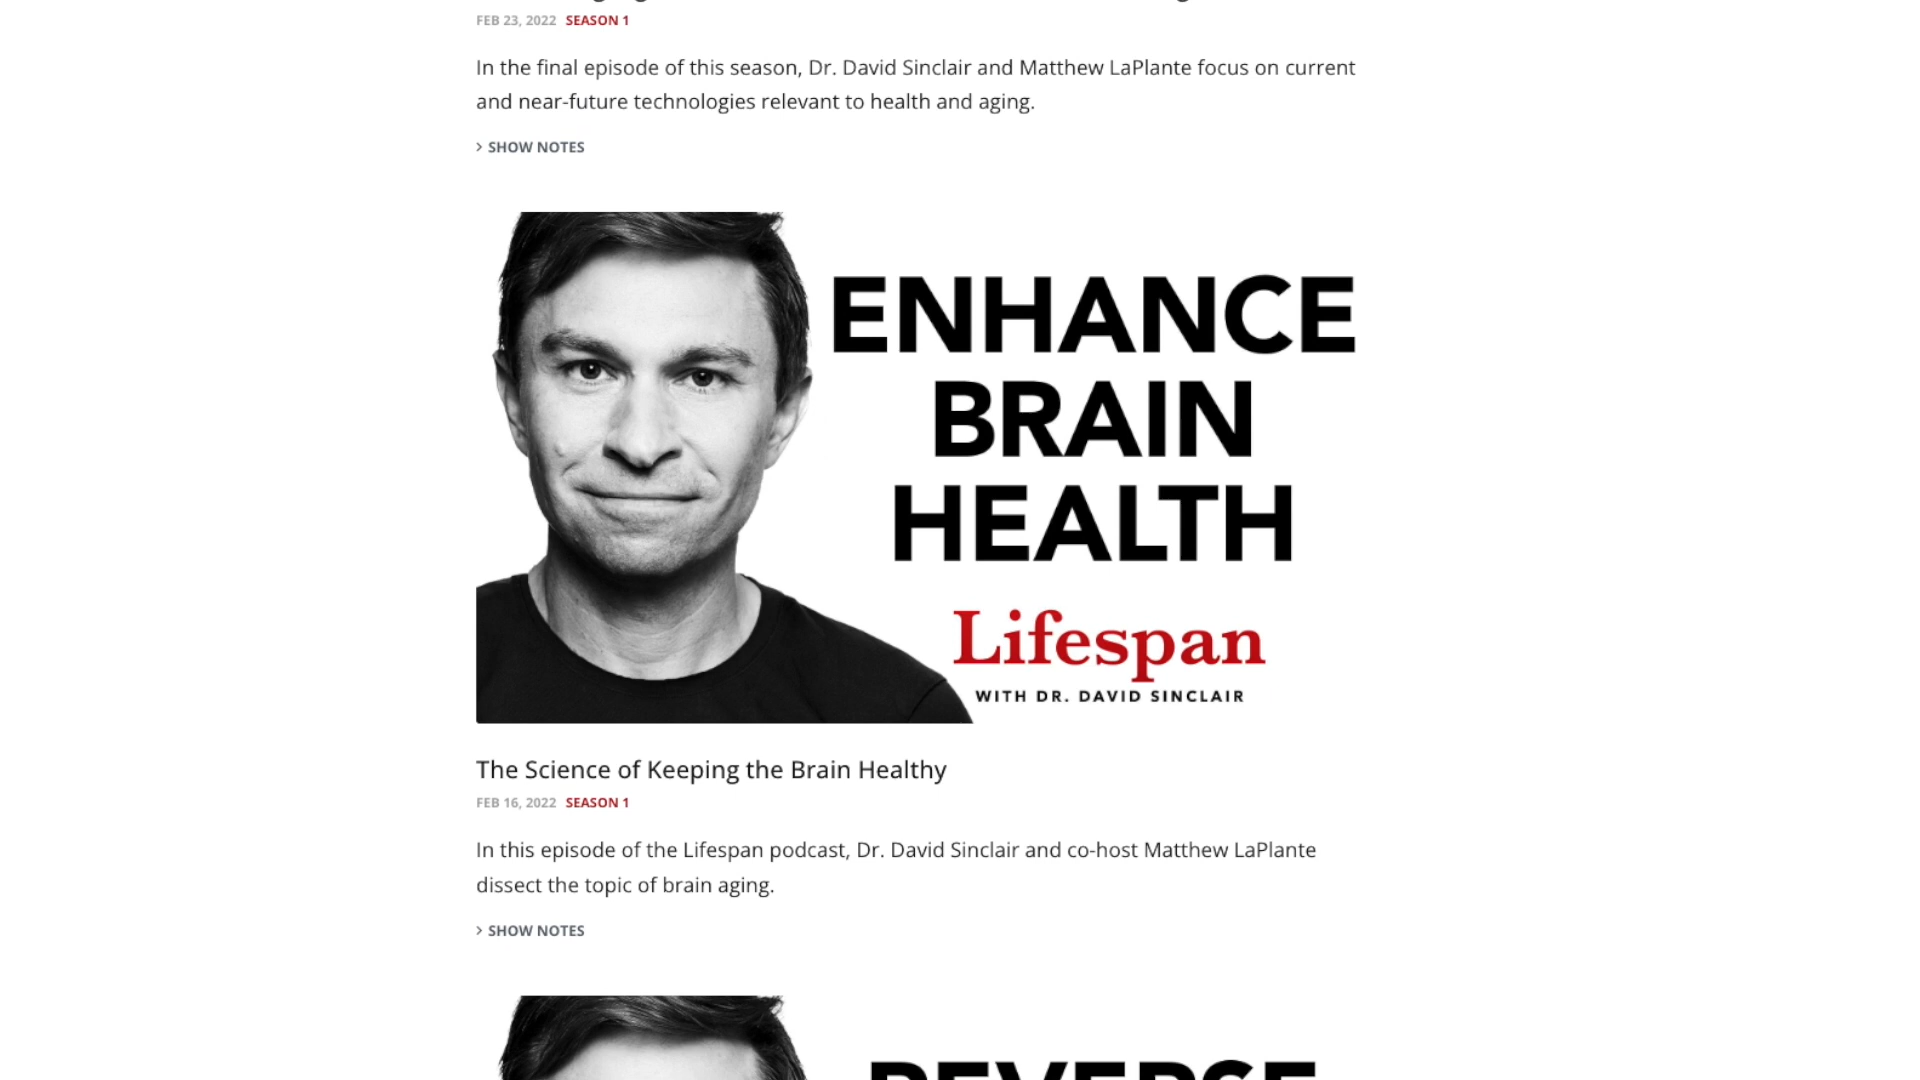 FEB 23, 2022 SEASON 1
In the final episode of this season, Dr. David Sinclair and Matthew LaPlante focus on current
and near-future technologies relevant to health and aging.
> SHOW NOTES
ENHANCE
BRAIN
HEALTH
Lifespan
WITH DR. DAVID SINCLAIR
The Science of Keeping the Brain Healthy
FEB 16, 2022 SEASON 1
In this episode of the Lifespan podcast, Dr. David Sinclair and co-host Matthew LaPlante
dissect the topic of brain aging.
> SHOW NOTES
REVERSE